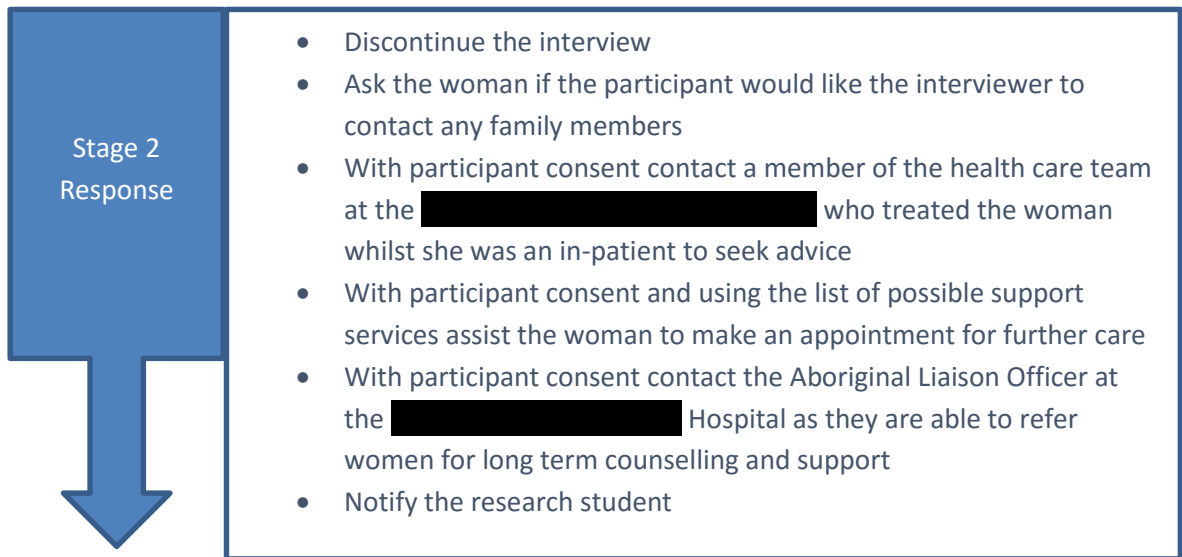 Stage 2
Response
• Discontinue the interview
• Ask the woman if the participant would like the interviewer to
contact any family members
• With participant consent contact a member of the health care team
at the who treated the woman
whilst she was an in-patient to seek advice
• With participant consent and using the list of possible support
services assist the woman to make an appointment for further care
• With participant consent contact the Aboriginal Liaison Officer at
the Hospital as they are able to refer
women for long term counselling and support
• Notify the research student